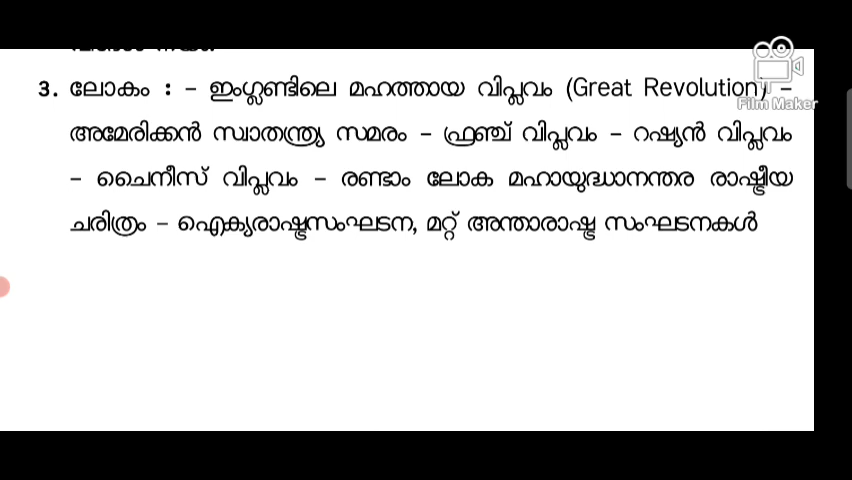 3. ലോകം : - ഇംഗ്ലണ്ടിലെ മഹത്തായ വിപ്ലവം (Great Revolution) -
Film Maker
അമേരിക്കൻ സ്വാതന്ത്ര്യ സമരം - ഫ്രഞ്ച് വിപ്ലവം - റഷ്യൻ വിപ്ലവം
- ചൈനീസ് വിപ്ലവം - രണ്ടാം ലോക മഹായുദ്ധാനന്തര രാഷ്ട്രീയ
ചരിത്രം - ഐക്യരാഷ്ട്രസംഘടന, മറ്റ് അന്താരാഷ്ട്ര സംഘടനകൾ